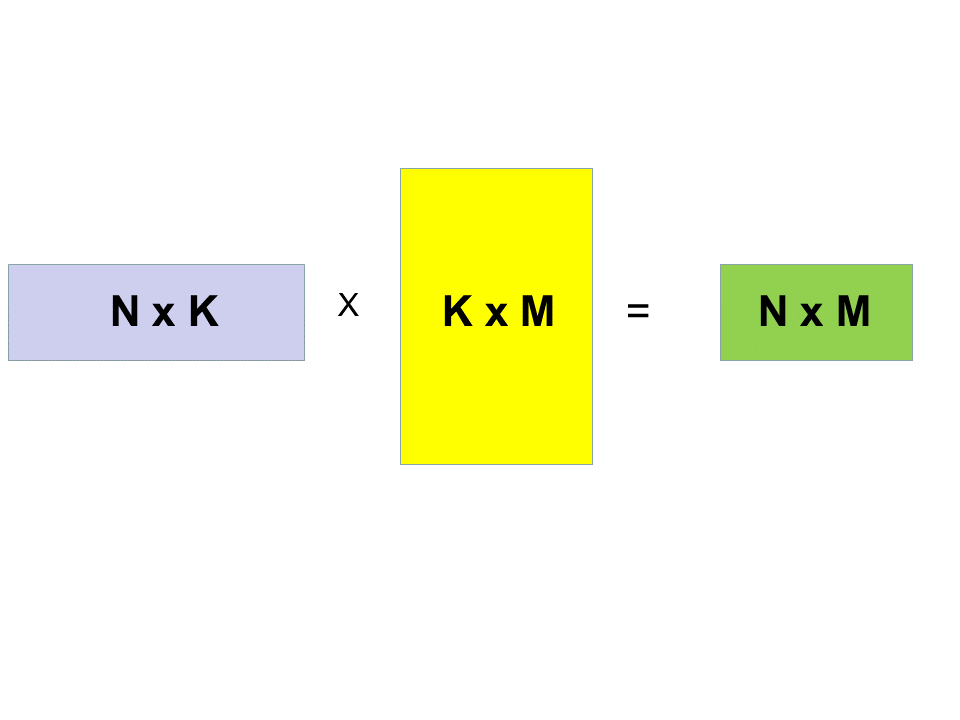 N x K X K x M = N x M